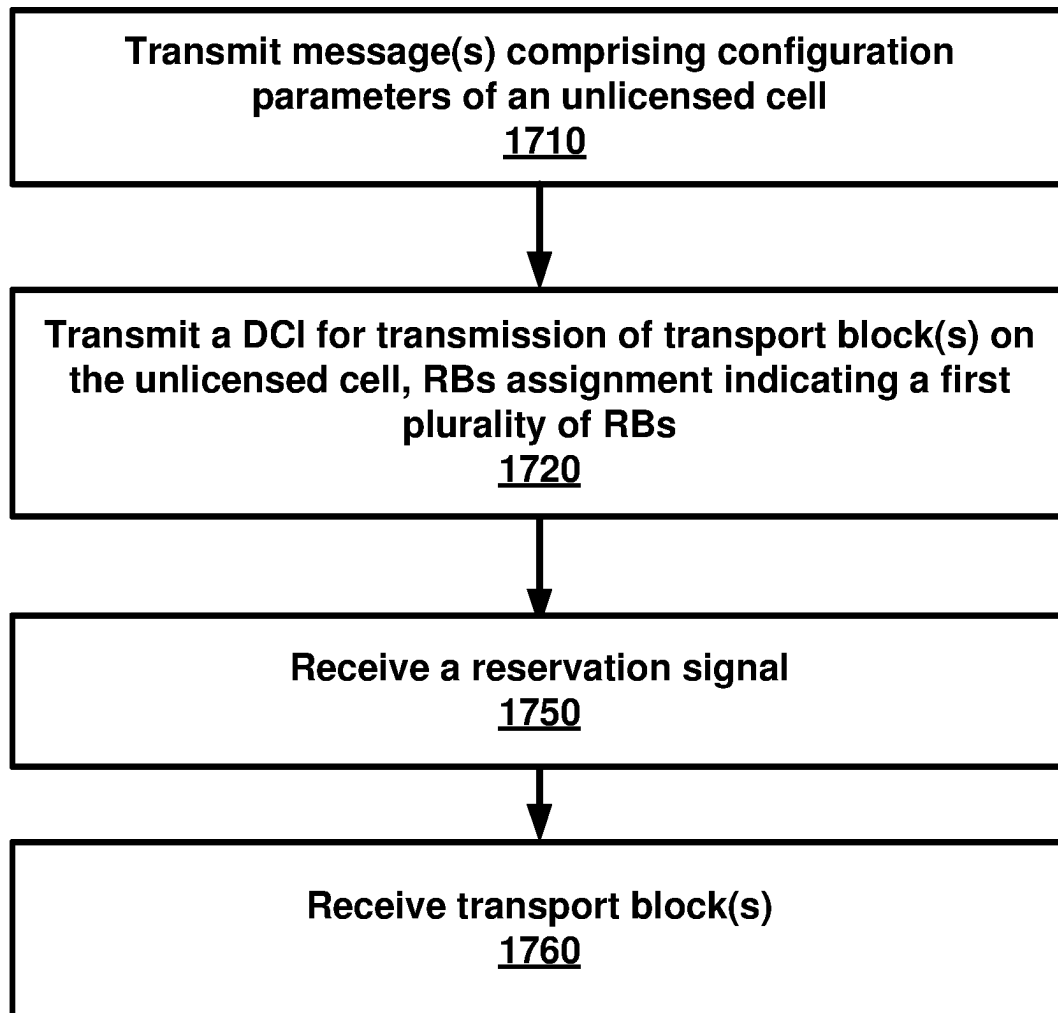 Transmit message(s) comprising configuration
parameters of an unlicensed cell
1710
Transmit a DCI for transmission of transport block(s) on
the unlicensed cell, RBs assignment indicating a first
plurality of RBs
1720
Receive a reservation signal
1750
Receive transport block(s)
1760